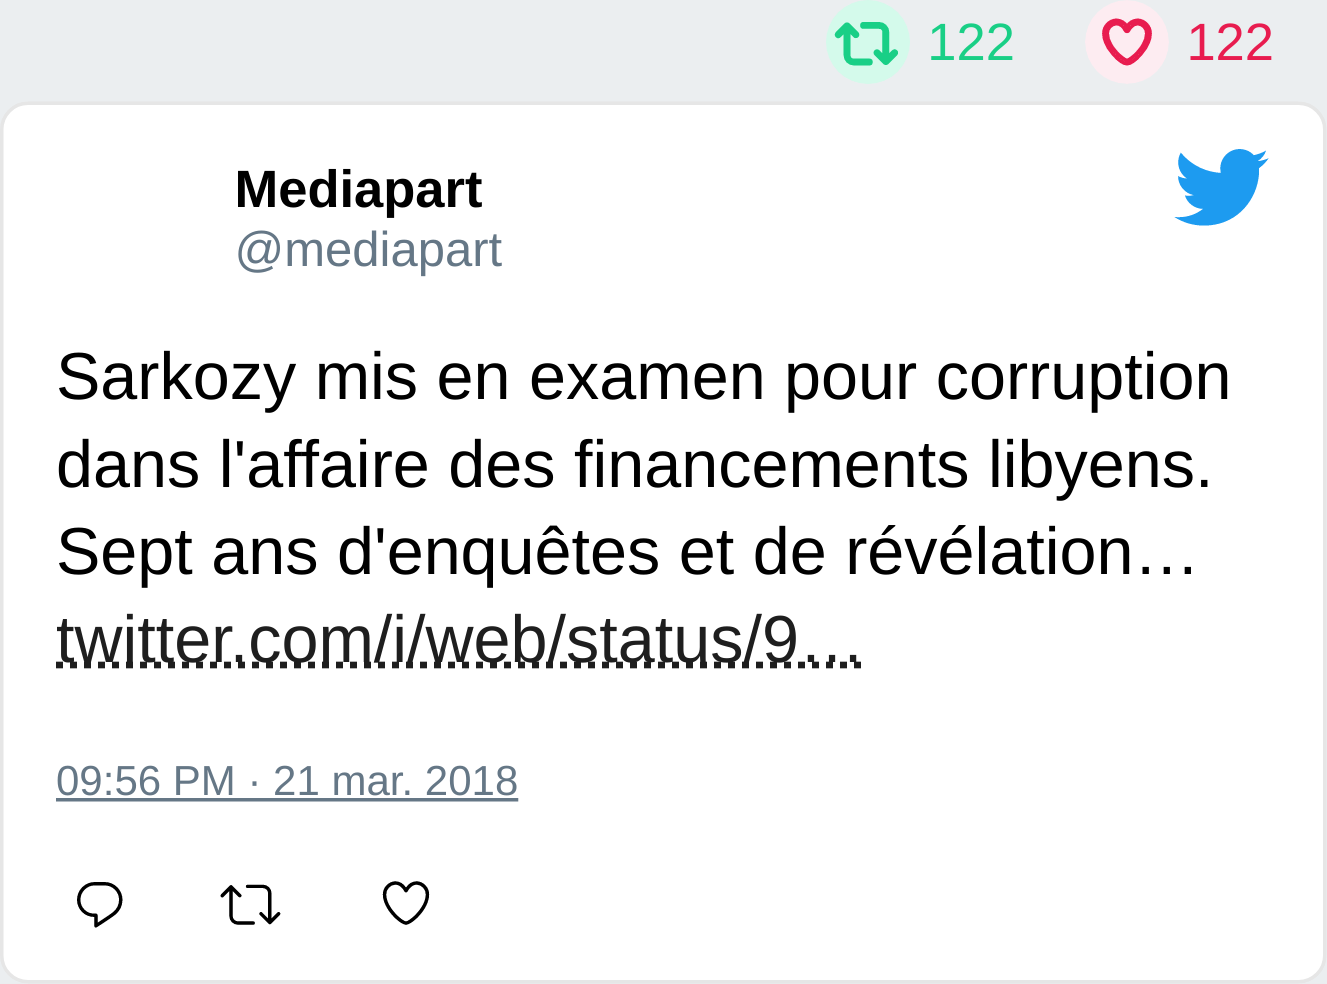 122 122
Mediapart
@mediapart
Sarkozy mis en examen pour corruption
dans l'affaire des financements libyens.
Sept ans d'enquêtes et de révélation…
twitter.com/i/web/status/9…
09:56 PM · 21 mar. 2018